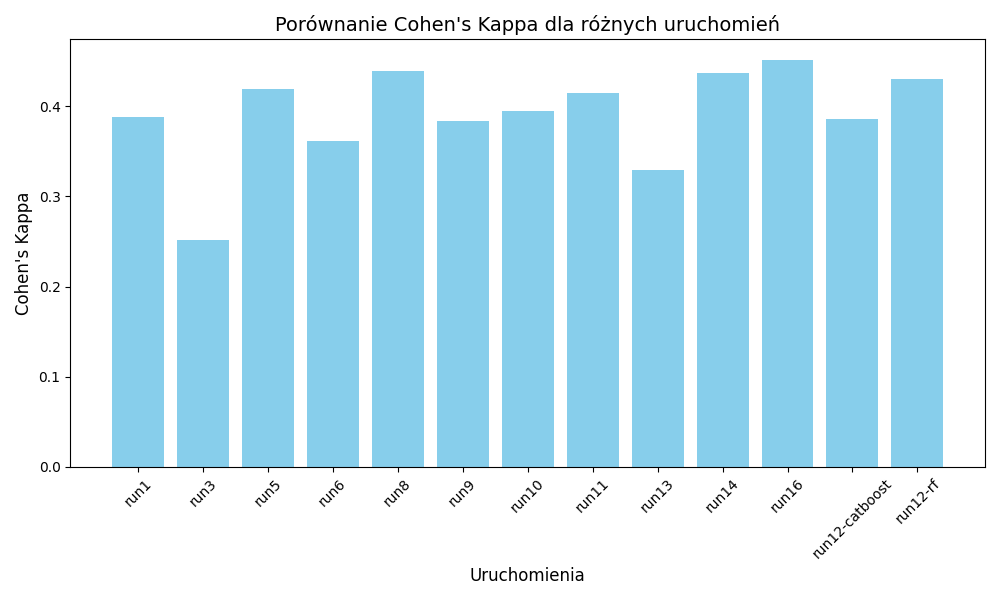 Porównanie Cohen's Kappa dla różnych uruchomień
Cohen's Kappa
0.4
0.3
0.2
0.1
0.0
run1
run3
run5
run6
run8
run9
run10
run11
run13
run14
run16
run12-catboost
run12-rf
Uruchomienia